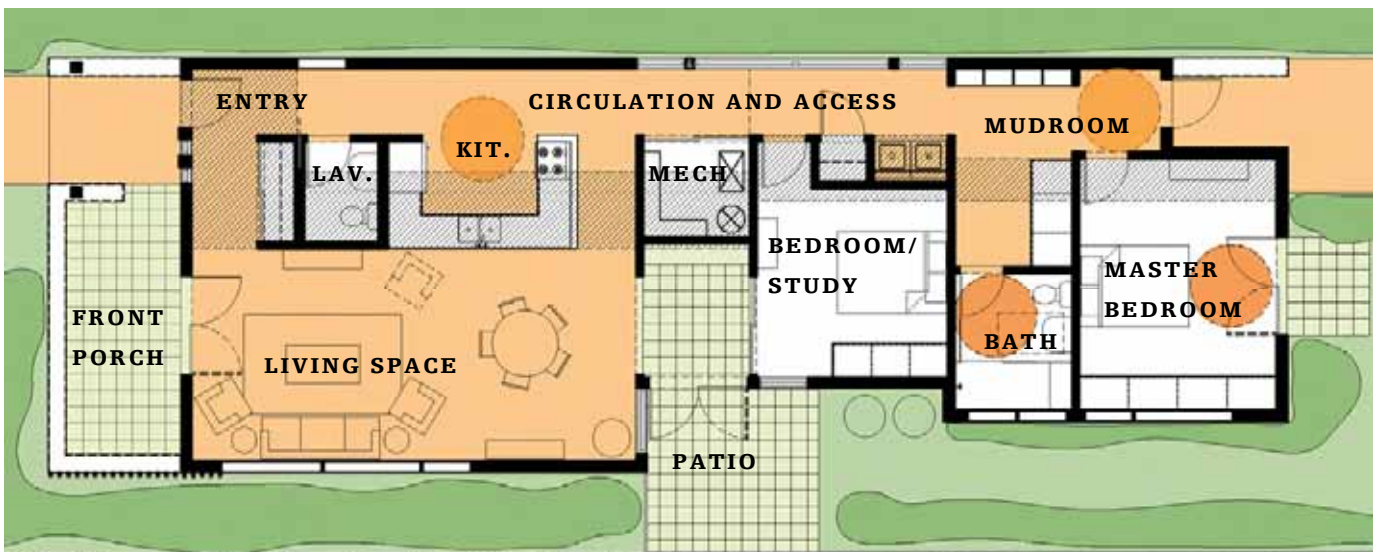 ENTRY
CIRCULATION AND ACCESS
MUDROOM
KIT.
LAV.
MECH
BEDROOM/
STUDY
MASTER
BEDROOM
FRONT
PORCH
LIVING SPACE
BATH
PATIO